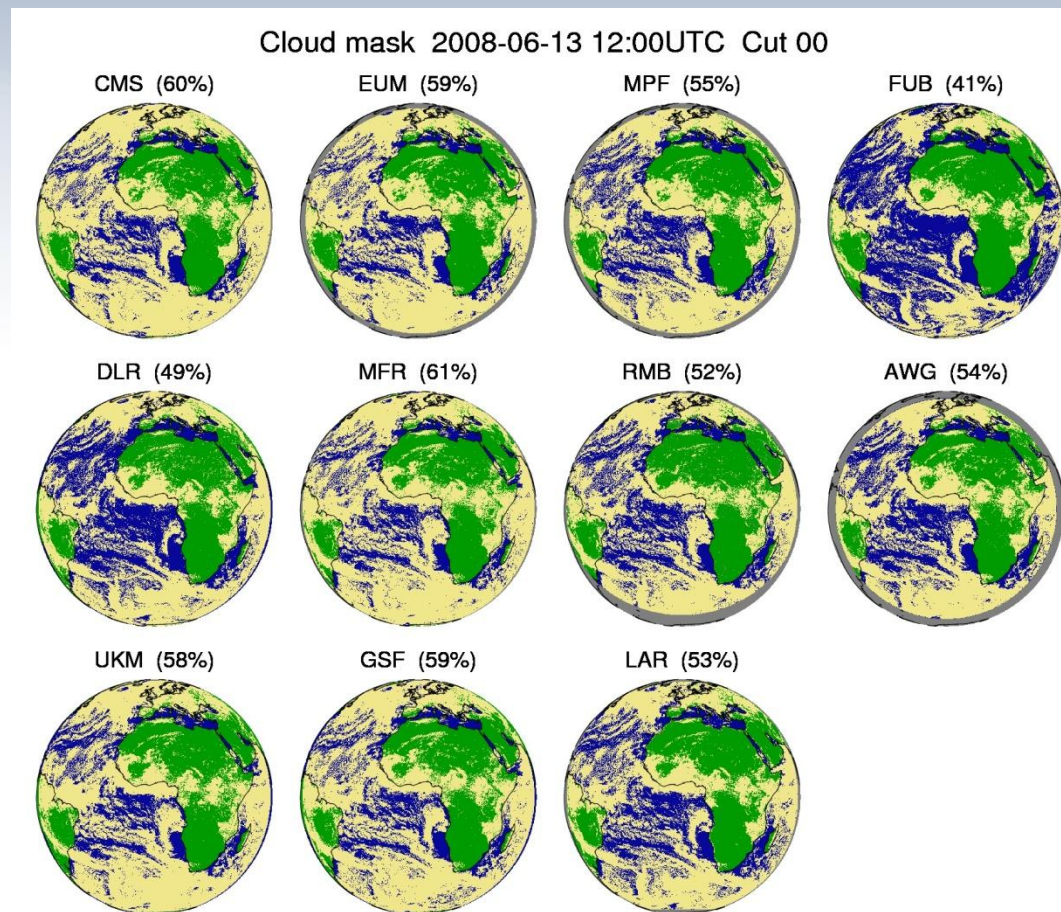 Cloud mask 2008-06-13 12:00UTC Cut 00
CMS (60%) EUM (59%) MPF (55%) FUB (41%)
DLR (49%) MFR (61%) RMB (52%) AWG (54%)
UKM (58%) GSF (59%) LAR (53%)